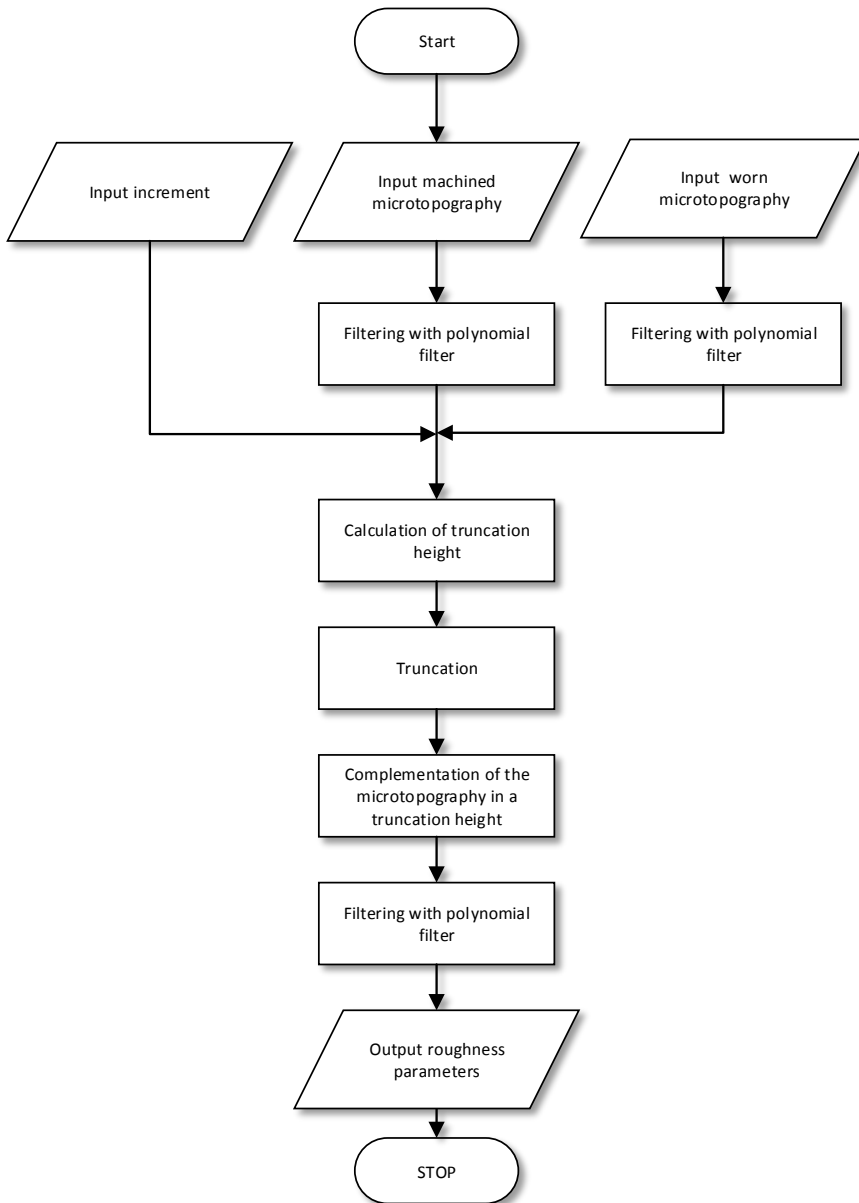 Start
Input increment
Input machined
microtopography
Input worn
microtopography
Filtering with polynomial
filter
Filtering with polynomial
filter
Calculation of truncation
height
Truncation
Complementation of the
microtopography in a
truncation height
Filtering with polynomial
filter
Output roughness
parameters
STOP